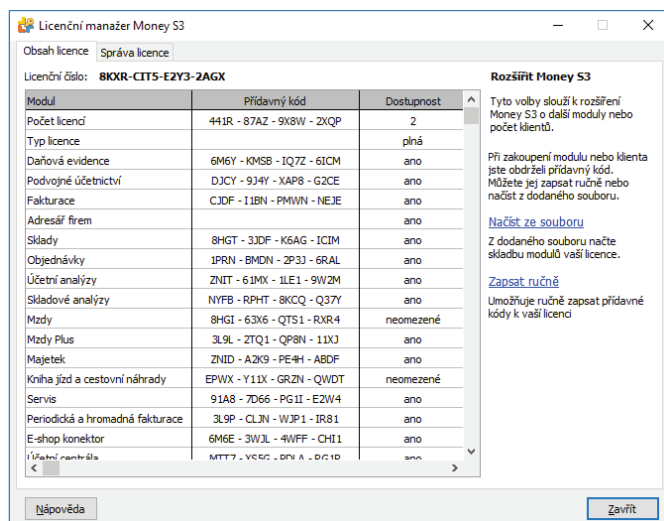 Licenční manažer Money S3
Obsah licence Správa licence
Licenční číslo: 8KXR-CIT5-E2Y3-2AGX
Modul Přídavný kód Dostupnost
Počet licencí 441R - 87AZ - 9X8W - 2XQP 2
Typ licence plná
Daňová evidence 6M6Y - KMSB - IQ7Z - 6ICM ano
Podvojné účetnictví DJCY - 9J4Y - XAP8 - G2CE ano
Fakturace CJDF - I1BN - PMWN - NEJE ano
Adresář firem ano
Sklady 8HGT - 3JDF - K6AG - ICIM ano
Objednávky 1PRN - BMDN - 2P3J - 6RAL ano
Účetní analýzy ZNIT - 61MX - 1LE1 - 9W2M ano
Skladové analýzy NYFB - RPHT - 8KCQ - Q37Y ano
Mzdy 8HGI - 63X6 - QTS1 - RXR4 neomezené
Mzdy Plus 3L9L - 2TQ1 - QP8N - 11XJ ano
Majetek ZNID - A2K9 - PE4H - ABDF ano
Kniha jízd a cestovní náhrady EPWX - Y11X - GRZN - QWDT neomezené
Servis 91A8 - 7D66 - PG1I - E2W4 ano
Periodická a hromadná fakturace 3L9P - CLJN - WJP1 - IR81 ano
E-shop konektor 6M6E - 3WJL - 4WFF - CHI1 ano
Účetní centrála ano
Rozšířit Money S3
Tyto volby slouží k rozšíření
Money S3 o další moduly nebo
počet klientů.
Při zakoupení modulu nebo klienta
jste obdrželi přídavný kód.
Můžete jej zapsat ručně nebo
načíst z dodaného souboru.
Načíst ze souboru
Z dodaného souboru načte
skladbu modulů vaší licence.
Zapsat ručně
Umožňuje ručně zapsat přídavné
kódy k vaší licenci
Nápověda Zavřít